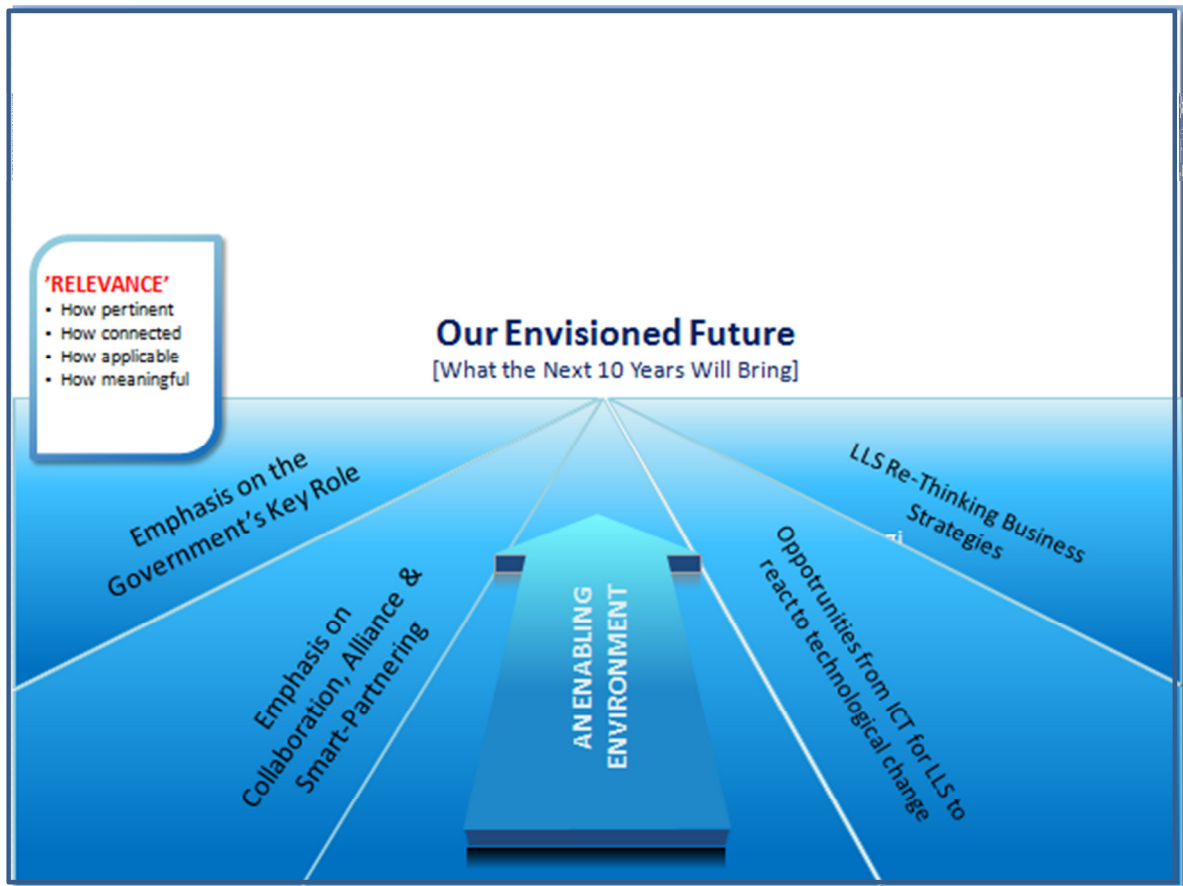 ’RELEVANCE’
• How pertinent
• How connected
• How applicable
• How meaningful
Our Envisioned Future
[What the Next 10 Years Will Bring]
Emphasis on the
Government’s Key Role
Emphasis on
Collaboration, Alliance &
Smart-Partnering
AN ENABLING
ENVIRONMENT
Oppotrunities from ICT for LLS to
react to technological change
LLS Re-Thinking Business
Strategies